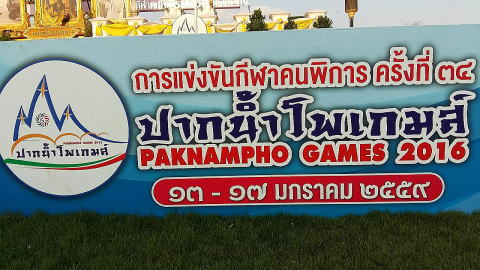 การแข่งขันกีฬาคนพิการ ครั้งที่ ๓๔
ปากน้ำโพเกมส์
PAKNAMPHO GAMES 2016
๑๓ - ๑๗ มกราคม ๒๕๕๙
PAKNAMPHO GAMES 2016
ปากน้ำโพเกมส์